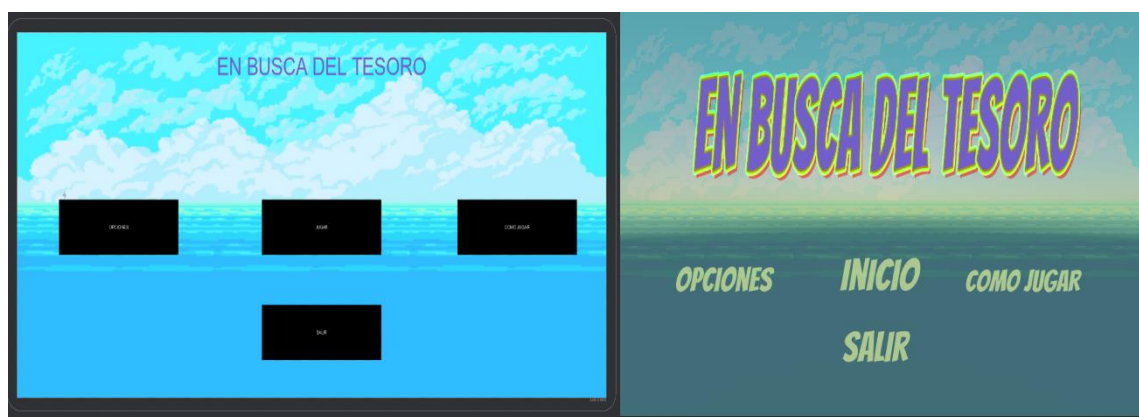 EN BUSCA DEL TESORO
OPCIONES
JUGAR
COMO JUGAR
SALIR
EN BUSCA DEL TESORO
OPCIONES
INICIO
COMO JUGAR
SALIR